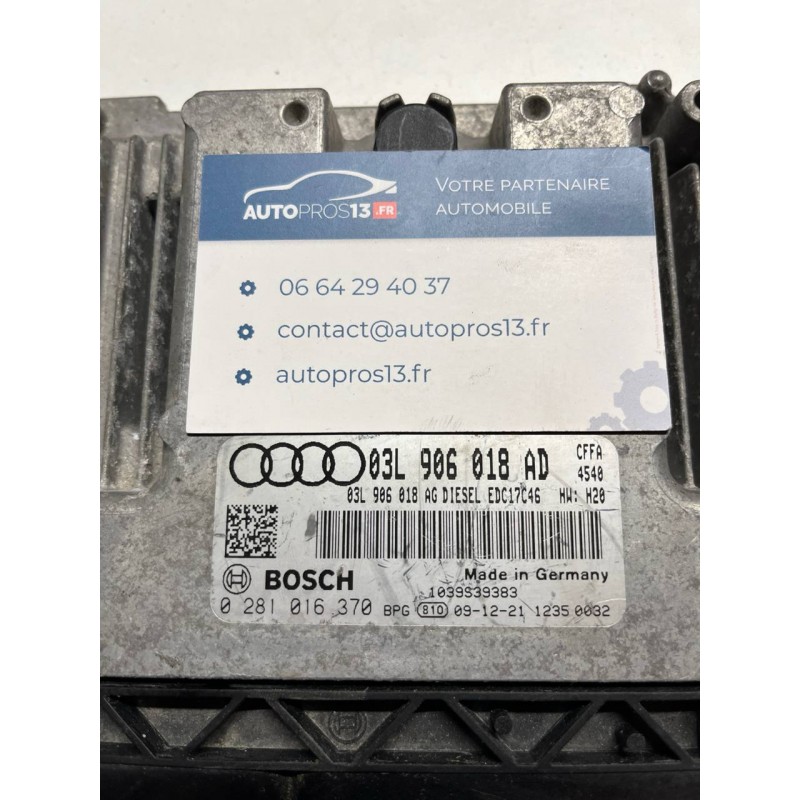 AUTOPROS13.FR
VOTRE PARTENAIRE
AUTOMOBILE
06 64 29 40 37
contact@autopros13.fr
autopros13.fr
03L 906 018 AD CFFA
4540
03L 906 018 AG DIESEL EDC17C46 HW: H20
BOSCH Made in Germany
1039S39383
0 281 016 370 BPG 810 09-12-21 1235 0032